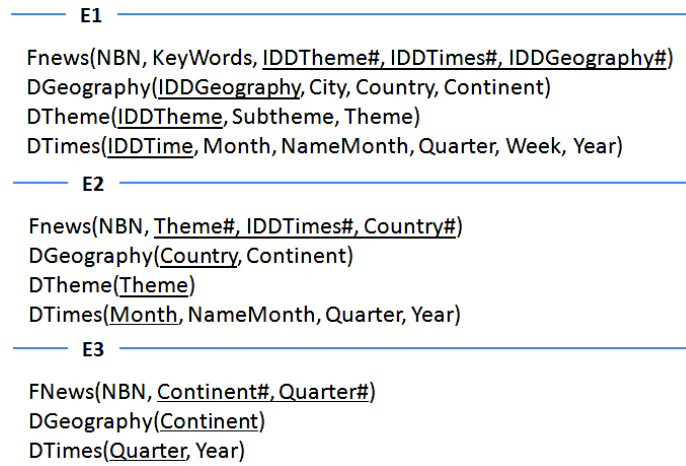 E1
Fnews(NBN, KeyWords, IDDTheme#, IDDTimes#, IDDGeography#)
DGeography(IDDGeography, City, Country, Continent)
DTheme(IDDTheme, Subtheme, Theme)
DTimes(IDDTime, Month, NameMonth, Quarter, Week, Year)
E2
Fnews(NBN, Theme#, IDDTimes#, Country#)
DGeography(Country, Continent)
DTheme(Theme)
DTimes(Month, NameMonth, Quarter, Year)
E3
FNews(NBN, Continent#, Quarter#)
DGeography(Continent)
DTimes(Quarter, Year)